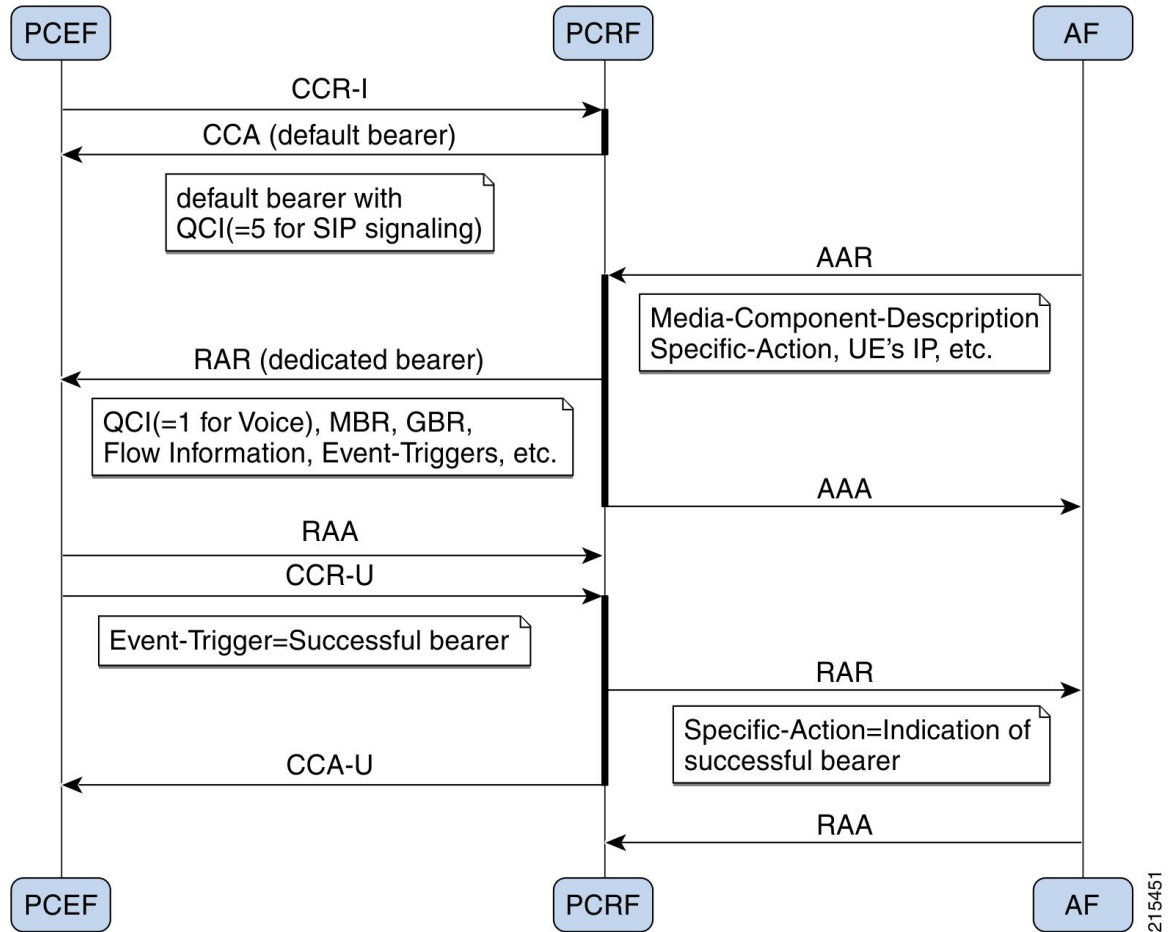 PCEF
PCRF
AF
CCR-I
CCA (default bearer)
default bearer with
QCI(=5 for SIP signaling)
AAR
Media-Component-Descpription
Specific-Action, UE's IP, etc.
RAR (dedicated bearer)
QCI(=1 for Voice), MBR, GBR,
Flow Information, Event-Triggers, etc.
AAA
RAA
CCR-U
Event-Trigger=Successful bearer
RAR
Specific-Action=Indication of
successful bearer
CCA-U
RAA
PCEF
PCRF
AF
215451